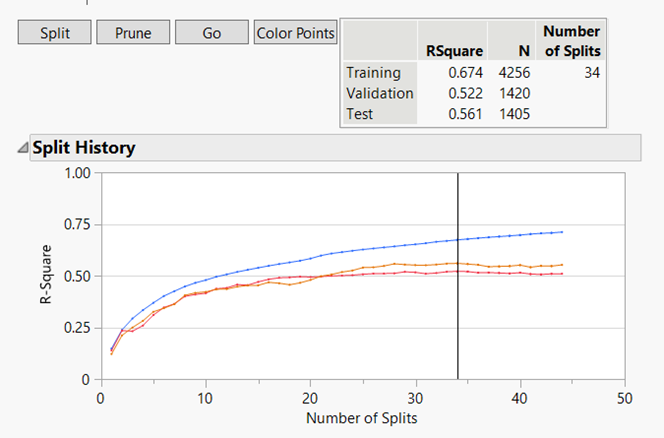 Split Prune Go Color Points
Number
RSquare N of Splits
Training 0.674 4256 34
Validation 0.522 1420
Test 0.561 1405
Split History
1.00
0.75
0.50
0.25
0
R-Square
0 10 20 30 40 50
Number of Splits